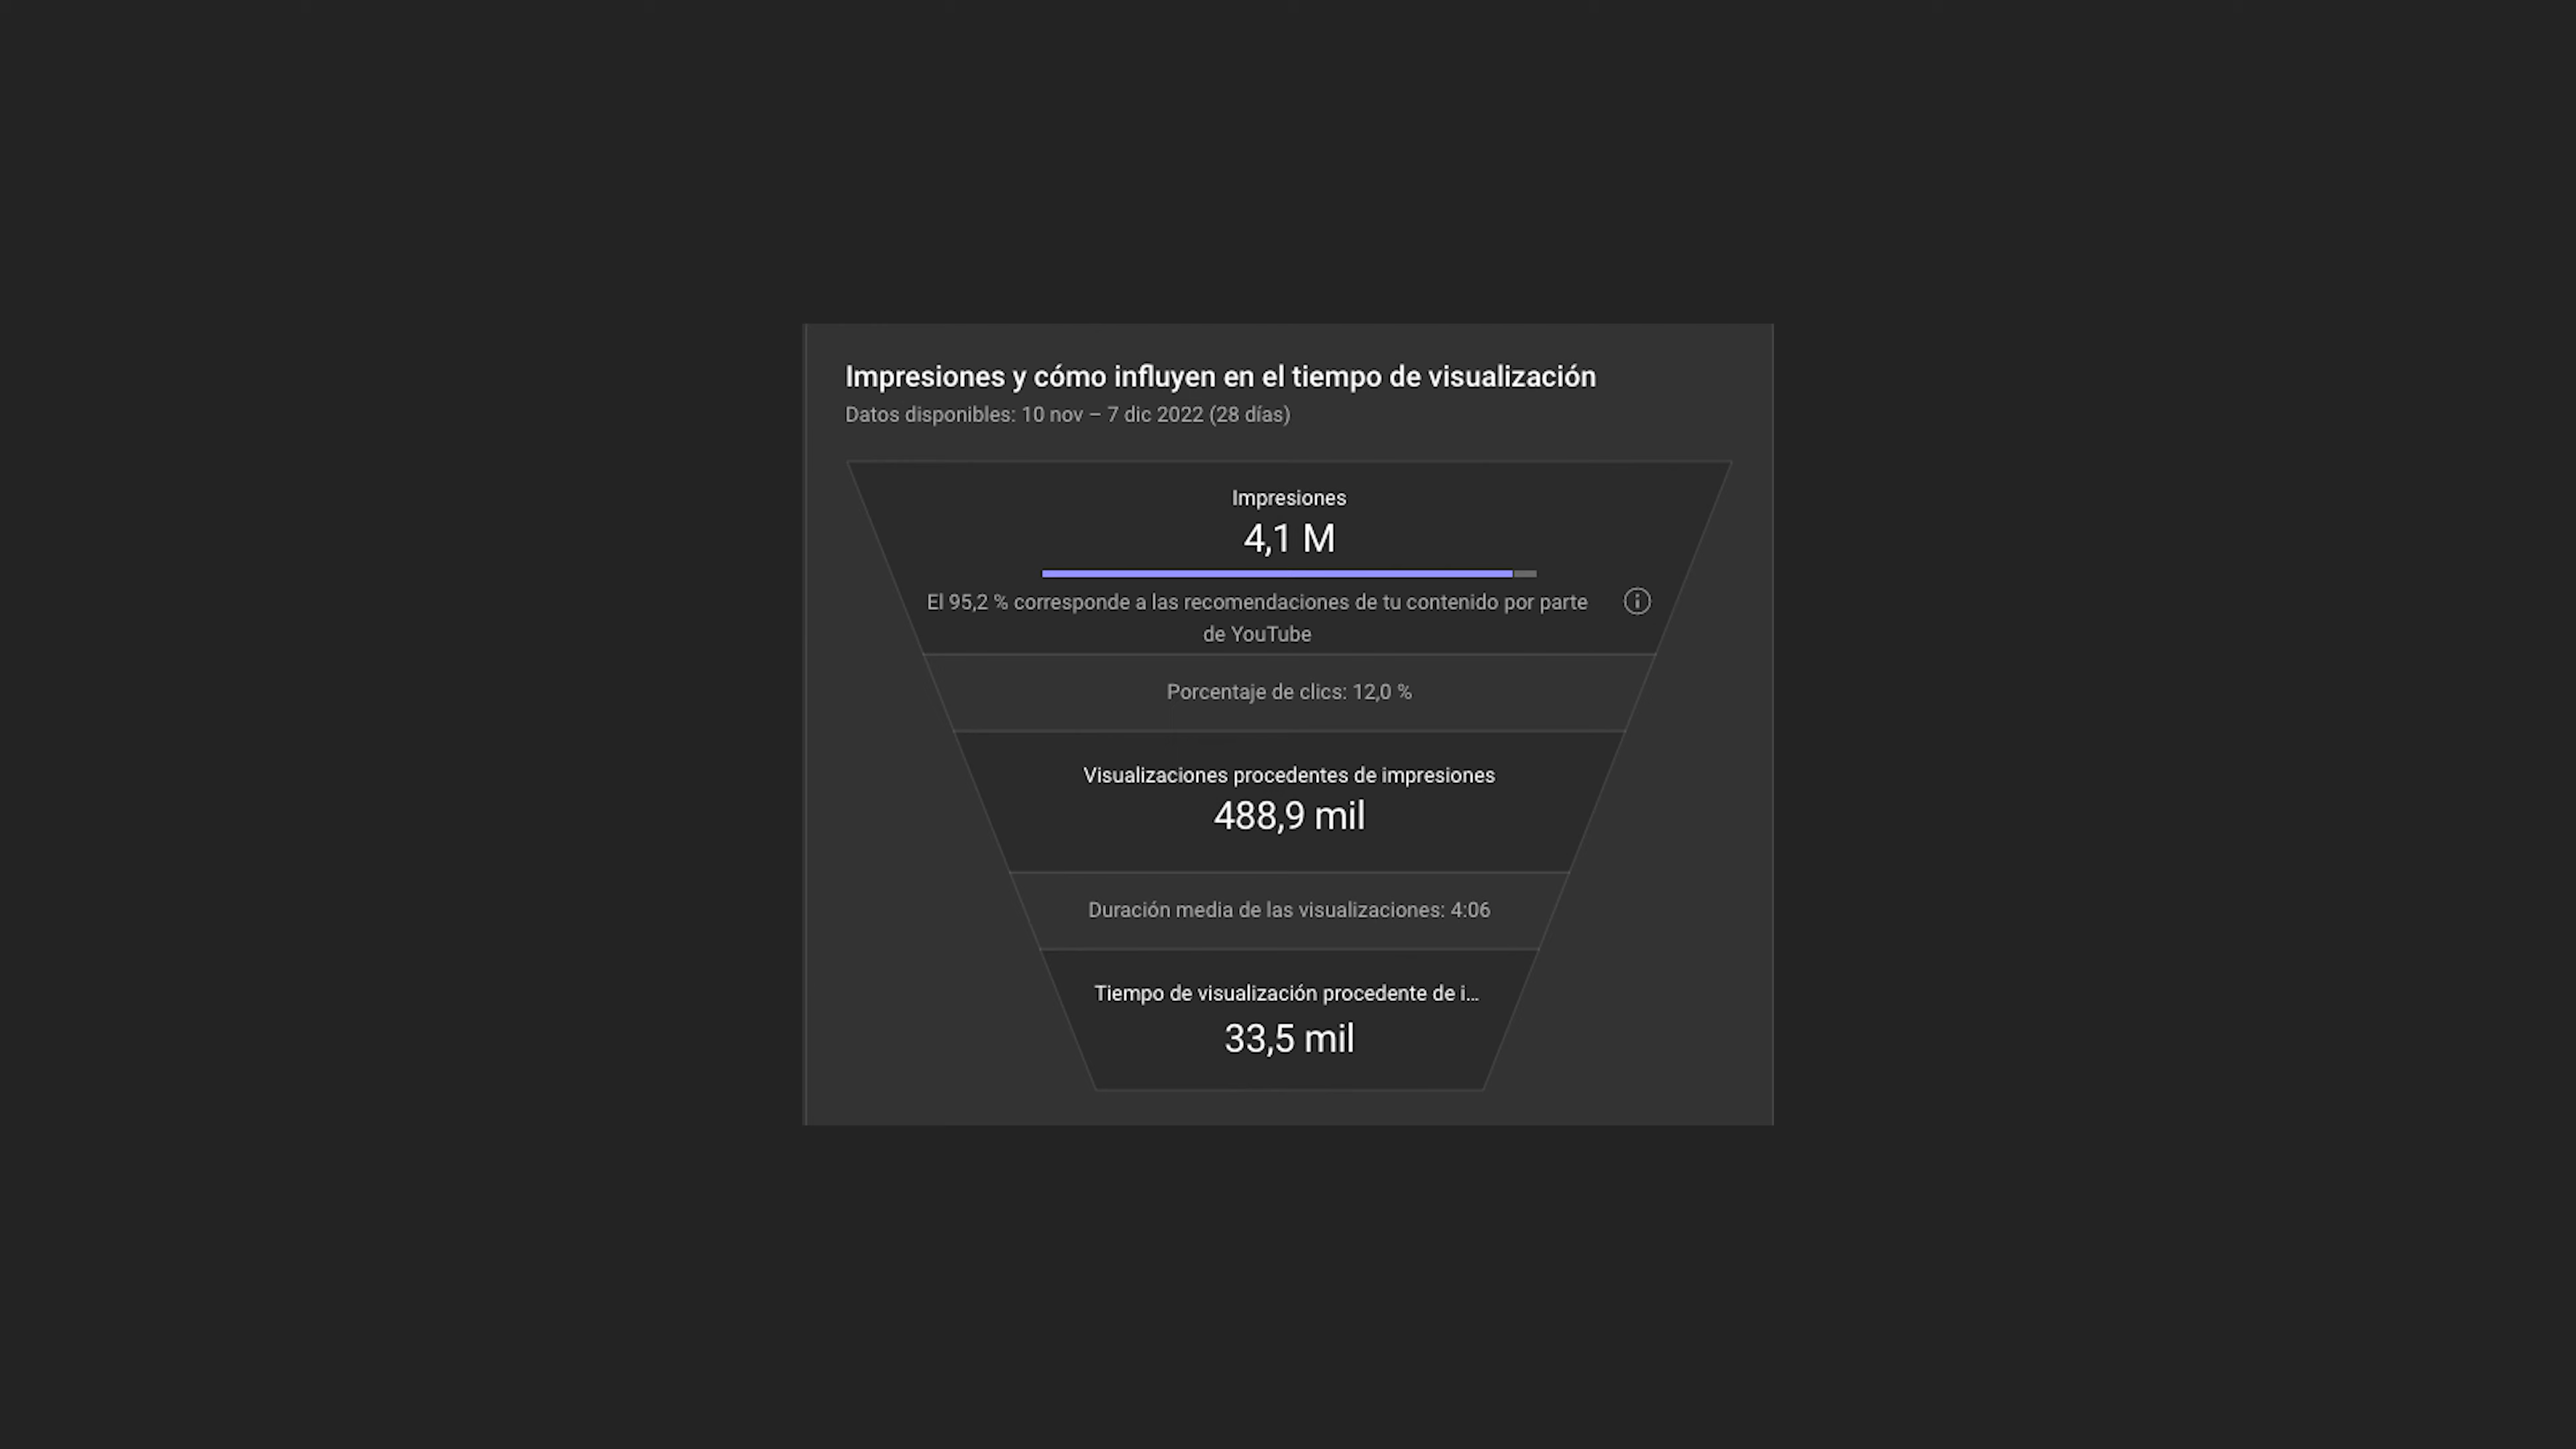 Impresiones y cómo influyen en el tiempo de visualización
Datos disponibles: 10 nov – 7 dic 2022 (28 días)
Impresiones
4,1 M
El 95,2 % corresponde a las recomendaciones de tu contenido por parte
de YouTube
Porcentaje de clics: 12,0 %
Visualizaciones procedentes de impresiones
488,9 mil
Duración media de las visualizaciones: 4:06
Tiempo de visualización procedente de i...
33,5 mil